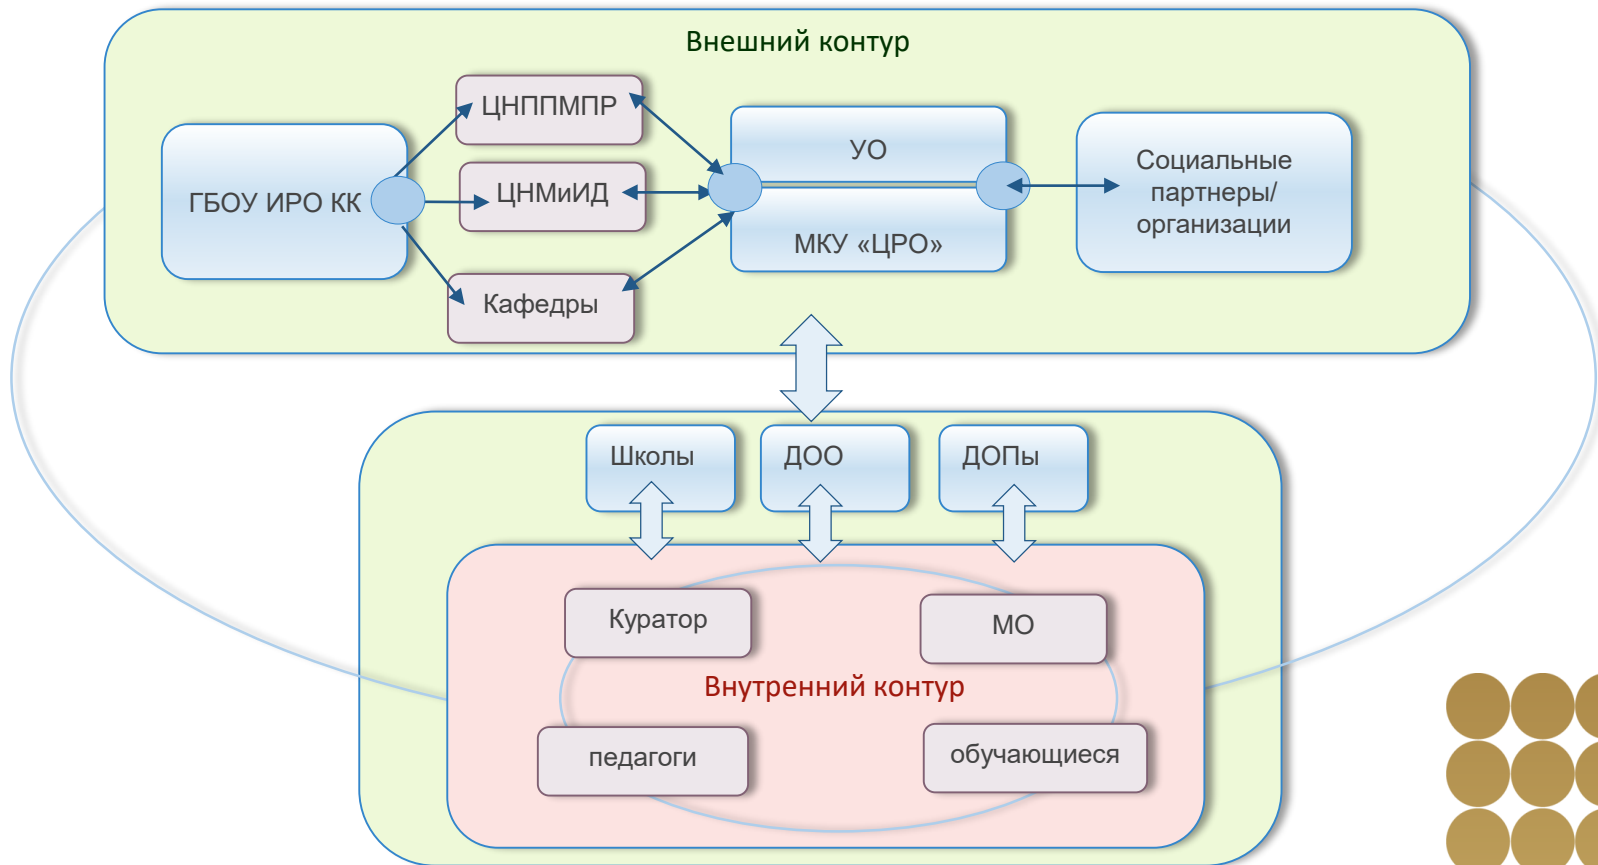 Внешний контур
ЦНППМПР
ГБОУ ИРО КК
ЦНМиИД
Кафедры
УО
МКУ «ЦРО»
Социальные
партнеры/
организации
Школы
ДОО
ДОПы
Куратор
МО
Внутренний контур
педагоги
обучающиеся